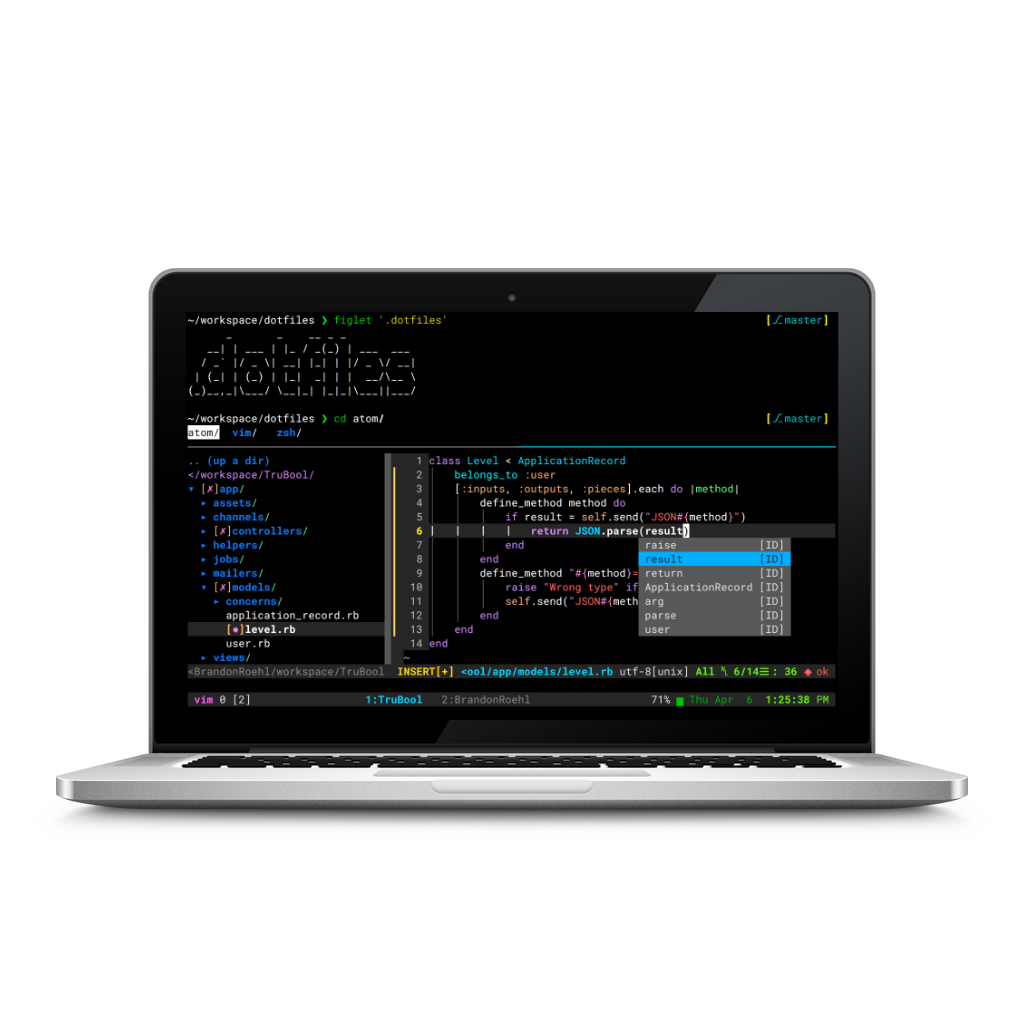 ~/workspace/dotfiles ❯ figlet '.dotfiles' [⎇master]
.dotfiles
~/workspace/dotfiles ❯ cd atom/ [⎇master]
atom/ vim/ zsh/
.. (up a dir)
</workspace/TruBool/
▾ [✗]app/
▸ assets/
▸ channels/
▸ [✗]controllers/
▸ helpers/
▸ jobs/
▸ mailers/
▾ [✗]models/
▸ concerns/
application_record.rb
[✹]level.rb
user.rb
▸ views/
<BrandonRoehl/workspace/TruBool
1 class Level < ApplicationRecord
2 belongs_to :user
3 [:inputs, :outputs, :pieces].each do |method|
4 define_method method do
5 if result = self.send("JSON#{method}")
6 return JSON.parse(result)
7 end
8 end
9 define_method "#{method}=
10 raise "Wrong type" if
11 self.send("JSON#{meth
12 end
13 end
14 end
~
raise [ID]
result [ID]
return [ID]
ApplicationRecord [ID]
arg [ID]
parse [ID]
user [ID]
INSERT[+] <ool/app/models/level.rb utf-8[unix] All ␤ 6/14☰: 36 ◆ ok
vim 0 [2] 1:TruBool 2:BrandonRoehl 71% Thu Apr 6 1:25:38 PM